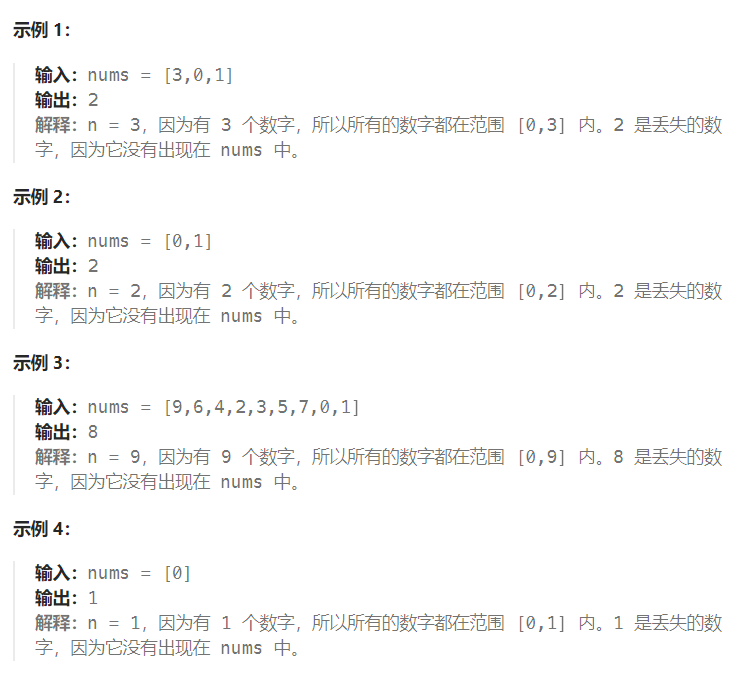 示例 1：
输入：nums = [3,0,1]
输出：2
解释：n = 3，因为有 3 个数字，所以所有的数字都在范围 [0,3] 内。2 是丢失的数
字，因为它没有出现在 nums 中。
示例 2：
输入：nums = [0,1]
输出：2
解释：n = 2，因为有 2 个数字，所以所有的数字都在范围 [0,2] 内。2 是丢失的数
字，因为它没有出现在 nums 中。
示例 3：
输入：nums = [9,6,4,2,3,5,7,0,1]
输出：8
解释：n = 9，因为有 9 个数字，所以所有的数字都在范围 [0,9] 内。8 是丢失的数
字，因为它没有出现在 nums 中。
示例 4：
输入：nums = [0]
输出：1
解释：n = 1，因为有 1 个数字，所以所有的数字都在范围 [0,1] 内。1 是丢失的数
字，因为它没有出现在 nums 中。